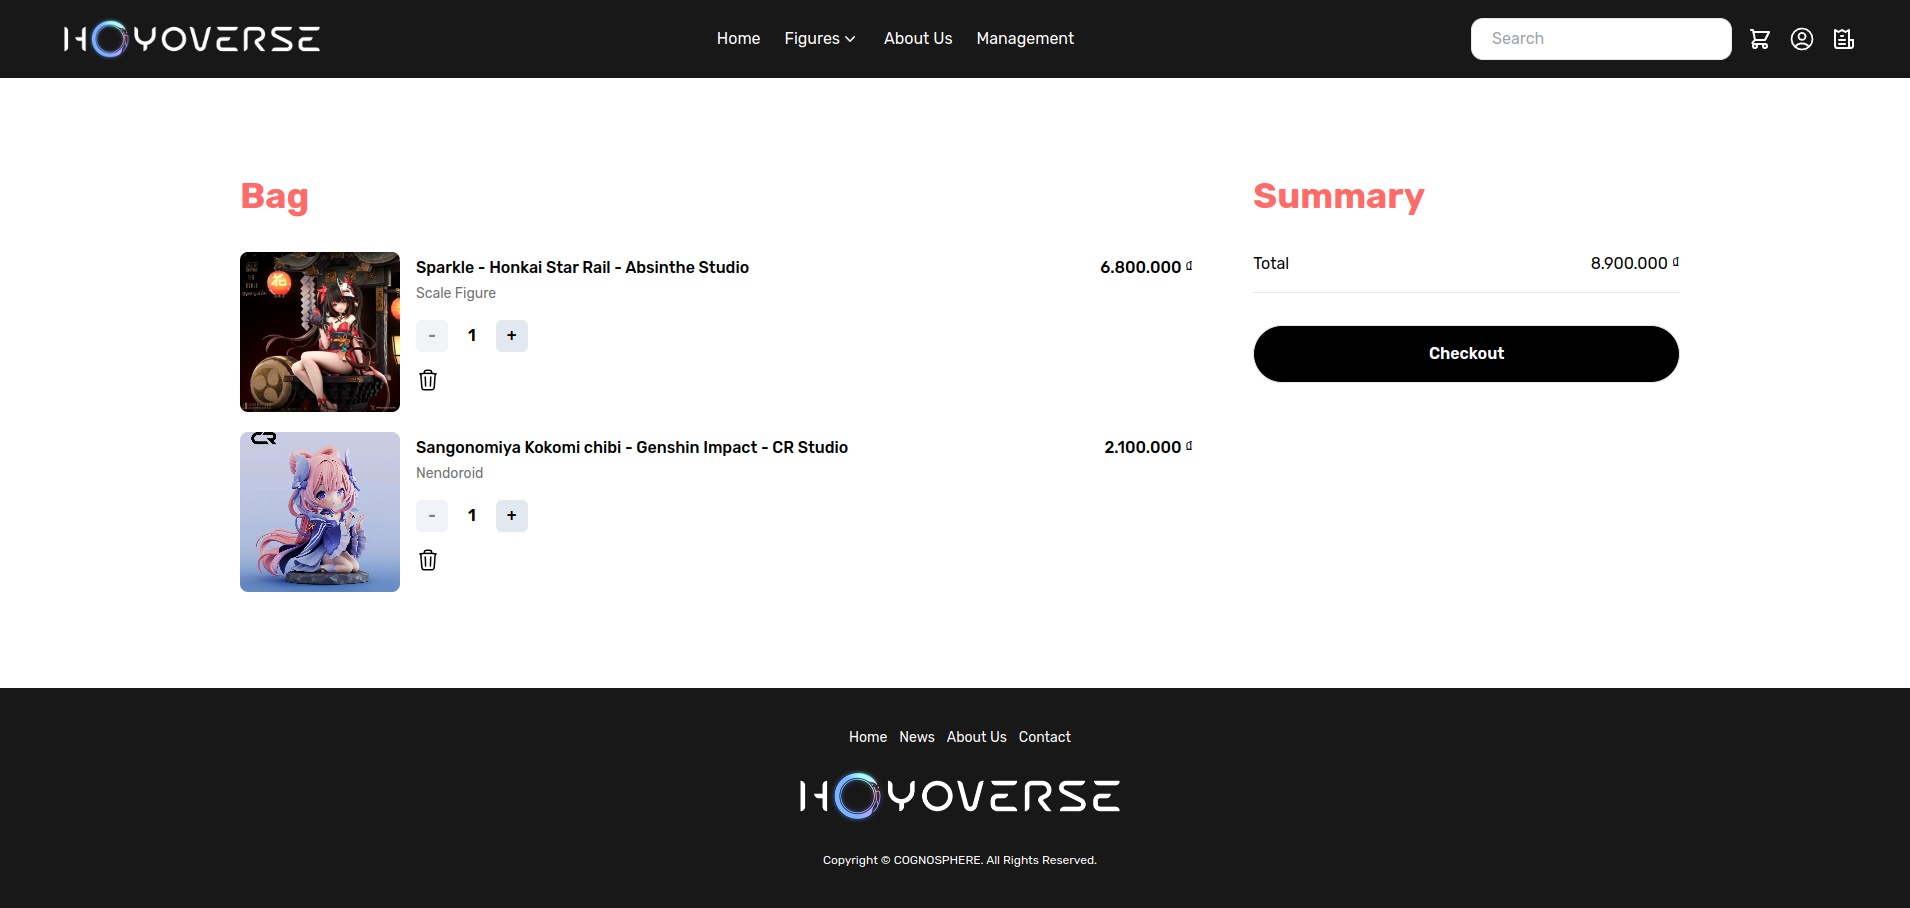 HOYOVERSE
Home Figures About Us Management
Search
Bag
Summary
Sparkle - Honkai Star Rail - Absinthe Studio
6.800.000 ₫
Scale Figure
- 1 +
Total 8.900.000 ₫
Checkout
花
CR
Sangonomiya Kokomi chibi - Genshin Impact - CR Studio
2.100.000 ₫
Nendoroid
- 1 +
Home News About Us Contact
HOYOVERSE
Copyright © COGNOSPHERE. All Rights Reserved.